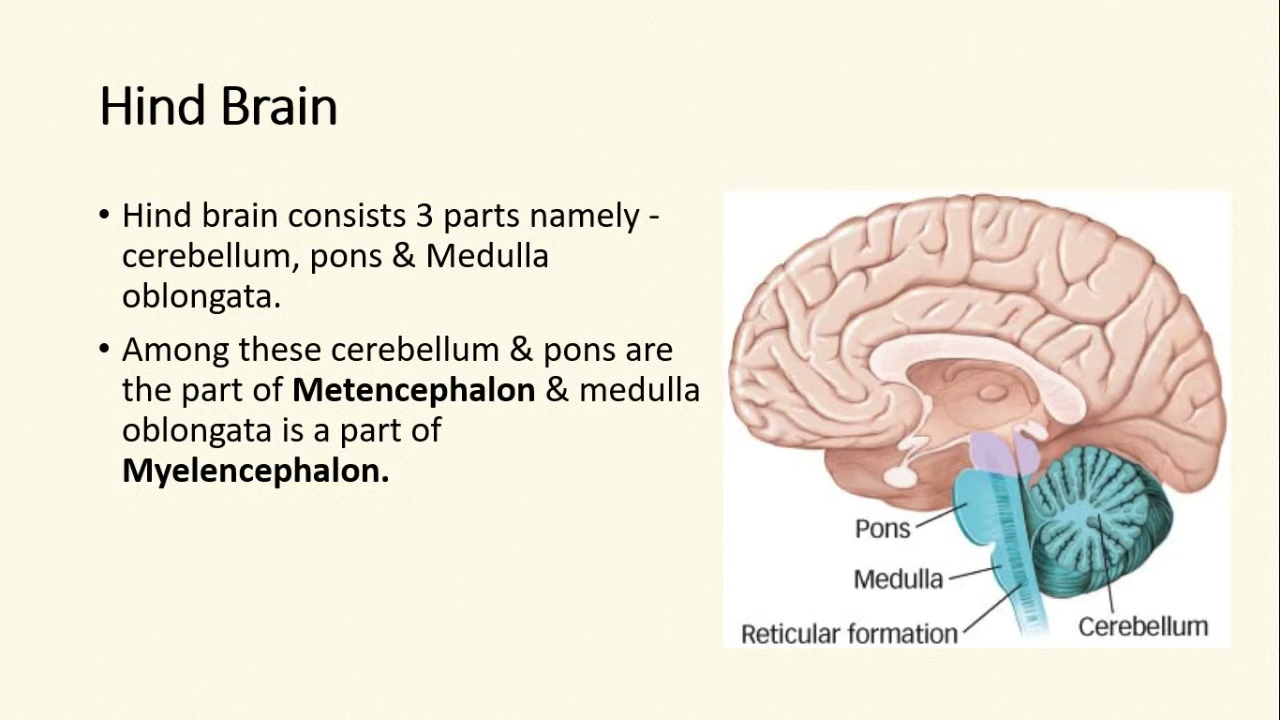 Hind Brain
• Hind brain consists 3 parts namely -
cerebellum, pons & Medulla
oblongata.
• Among these cerebellum & pons are
the part of Metencephalon & medulla
oblongata is a part of
Myelencephalon.
Pons
Medulla
Reticular formation
Cerebellum